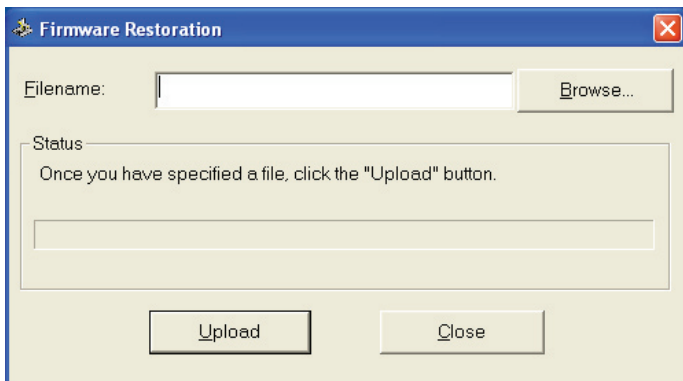 Firmware Restoration
Filename:
Browse...
Status
Once you have specified a file, click the "Upload" button.
Upload
Close